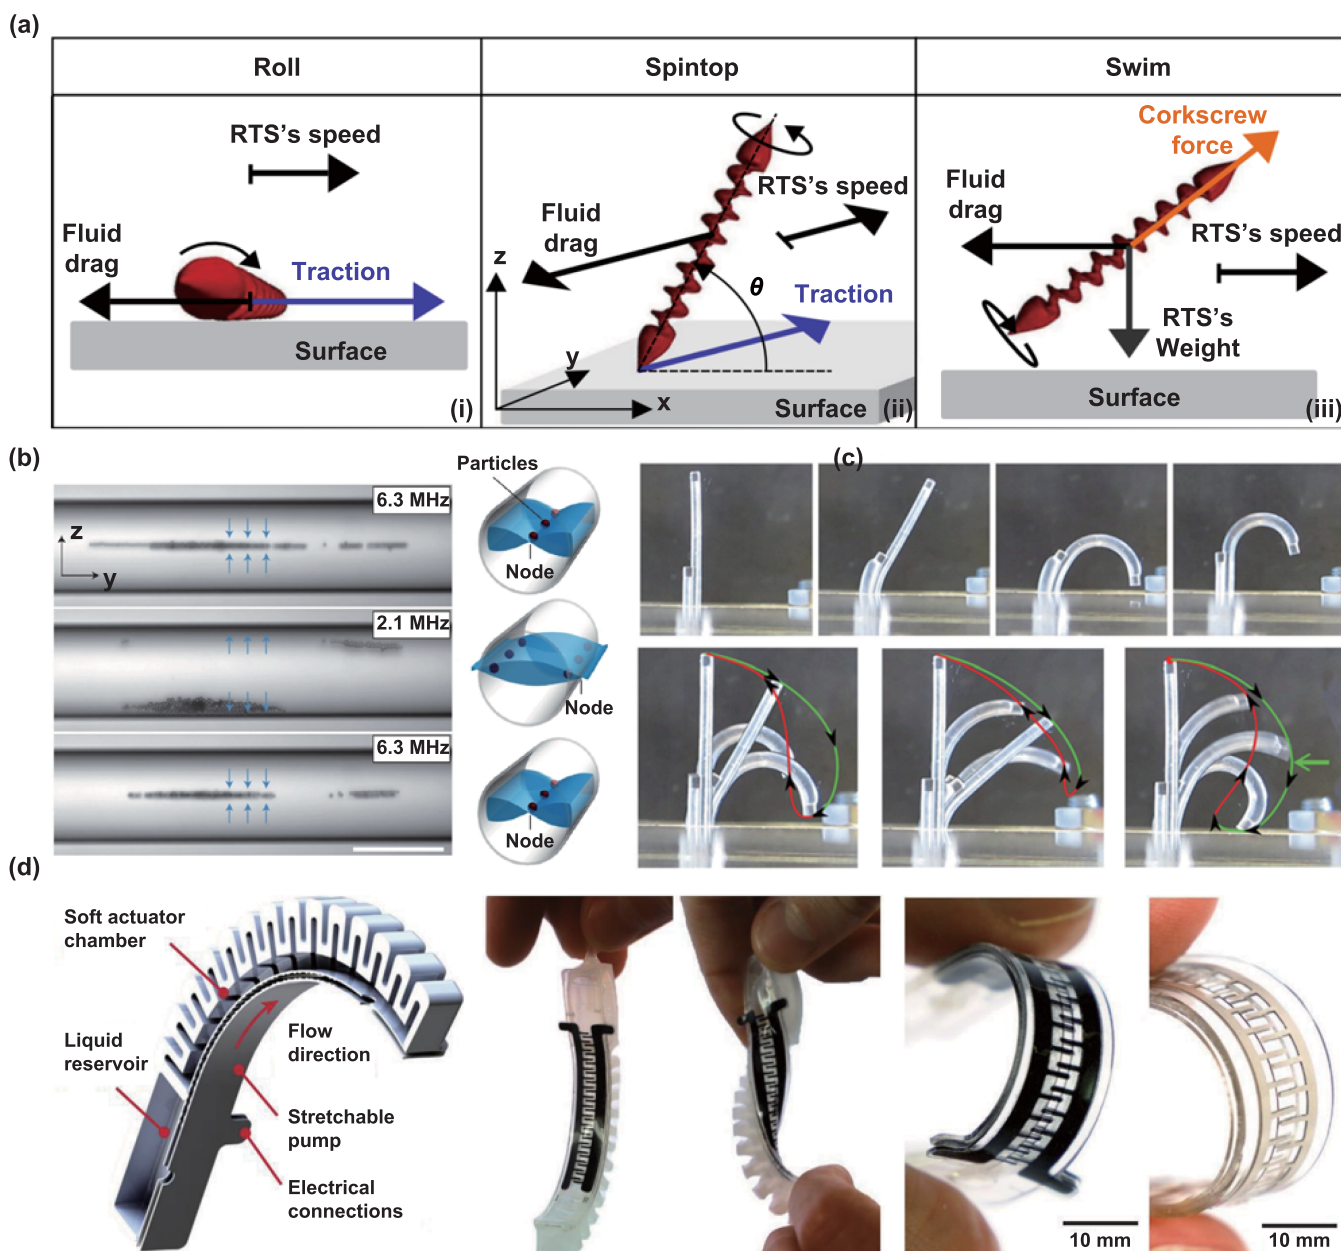 (a)
Roll
Spintop
Swim
RTS's speed
Fluid
drag
Traction
Surface
(i)
Fluid
drag
RTS's speed
z
θ
Traction
y
x
Surface
(ii)
Corkscrew
force
Fluid
drag
RTS's speed
RTS's
Weight
Surface
(iii)
(b)
6.3 MHz
z
y
2.1 MHz
6.3 MHz
Particles
Node
Node
Node
(c)
(d)
Soft actuator
chamber
Liquid
reservoir
Flow
direction
Stretchable
pump
Electrical
connections
10 mm
10 mm